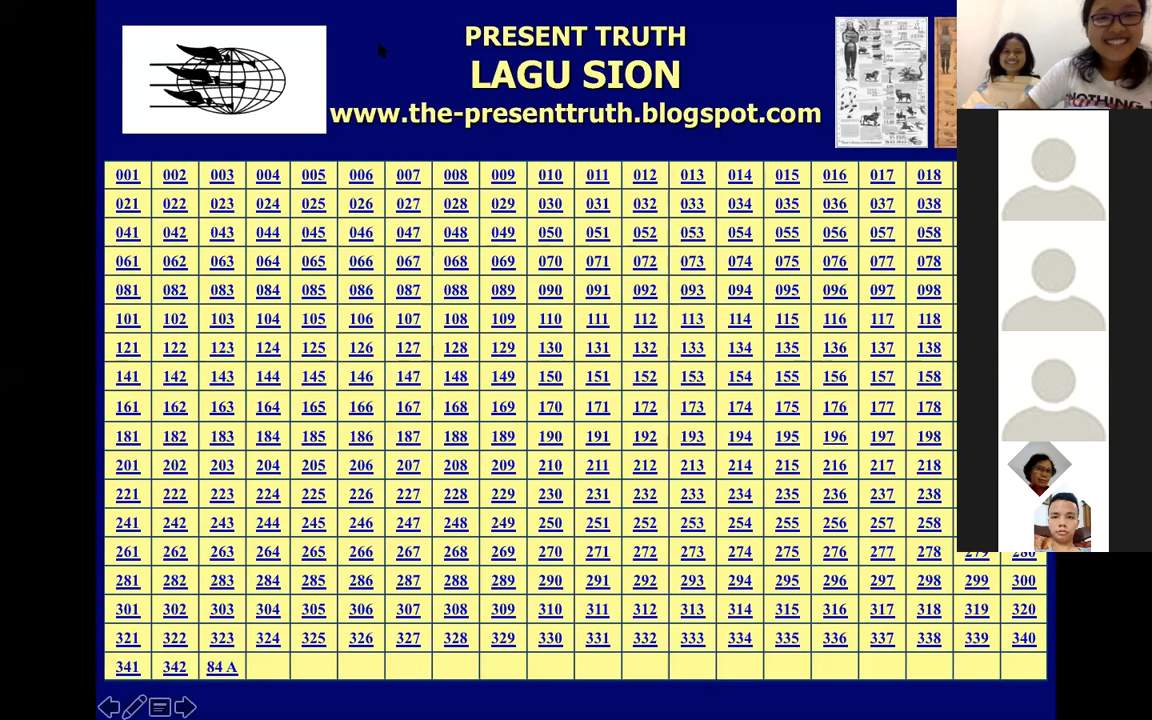 PRESENT TRUTH
LAGU SION
www.the-presenttruth.blogspot.com
NOTHING
001 002 003 004 005 006 007 008 009 010 011 012 013 014 015 016 017 018
021 022 023 024 025 026 027 028 029 030 031 032 033 034 035 036 037 038
041 042 043 044 045 046 047 048 049 050 051 052 053 054 055 056 057 058
061 062 063 064 065 066 067 068 069 070 071 072 073 074 075 076 077 078
081 082 083 084 085 086 087 088 089 090 091 092 093 094 095 096 097 098
101 102 103 104 105 106 107 108 109 110 111 112 113 114 115 116 117 118
121 122 123 124 125 126 127 128 129 130 131 132 133 134 135 136 137 138
141 142 143 144 145 146 147 148 149 150 151 152 153 154 155 156 157 158
161 162 163 164 165 166 167 168 169 170 171 172 173 174 175 176 177 178
181 182 183 184 185 186 187 188 189 190 191 192 193 194 195 196 197 198
201 202 203 204 205 206 207 208 209 210 211 212 213 214 215 216 217 218
221 222 223 224 225 226 227 228 229 230 231 232 233 234 235 236 237 238
241 242 243 244 245 246 247 248 249 250 251 252 253 254 255 256 257 258
261 262 263 264 265 266 267 268 269 270 271 272 273 274 275 276 277 278 279 280
281 282 283 284 285 286 287 288 289 290 291 292 293 294 295 296 297 298 299 300
301 302 303 304 305 306 307 308 309 310 311 312 313 314 315 316 317 318 319 320
321 322 323 324 325 326 327 328 329 330 331 332 333 334 335 336 337 338 339 340
341 342 84 A